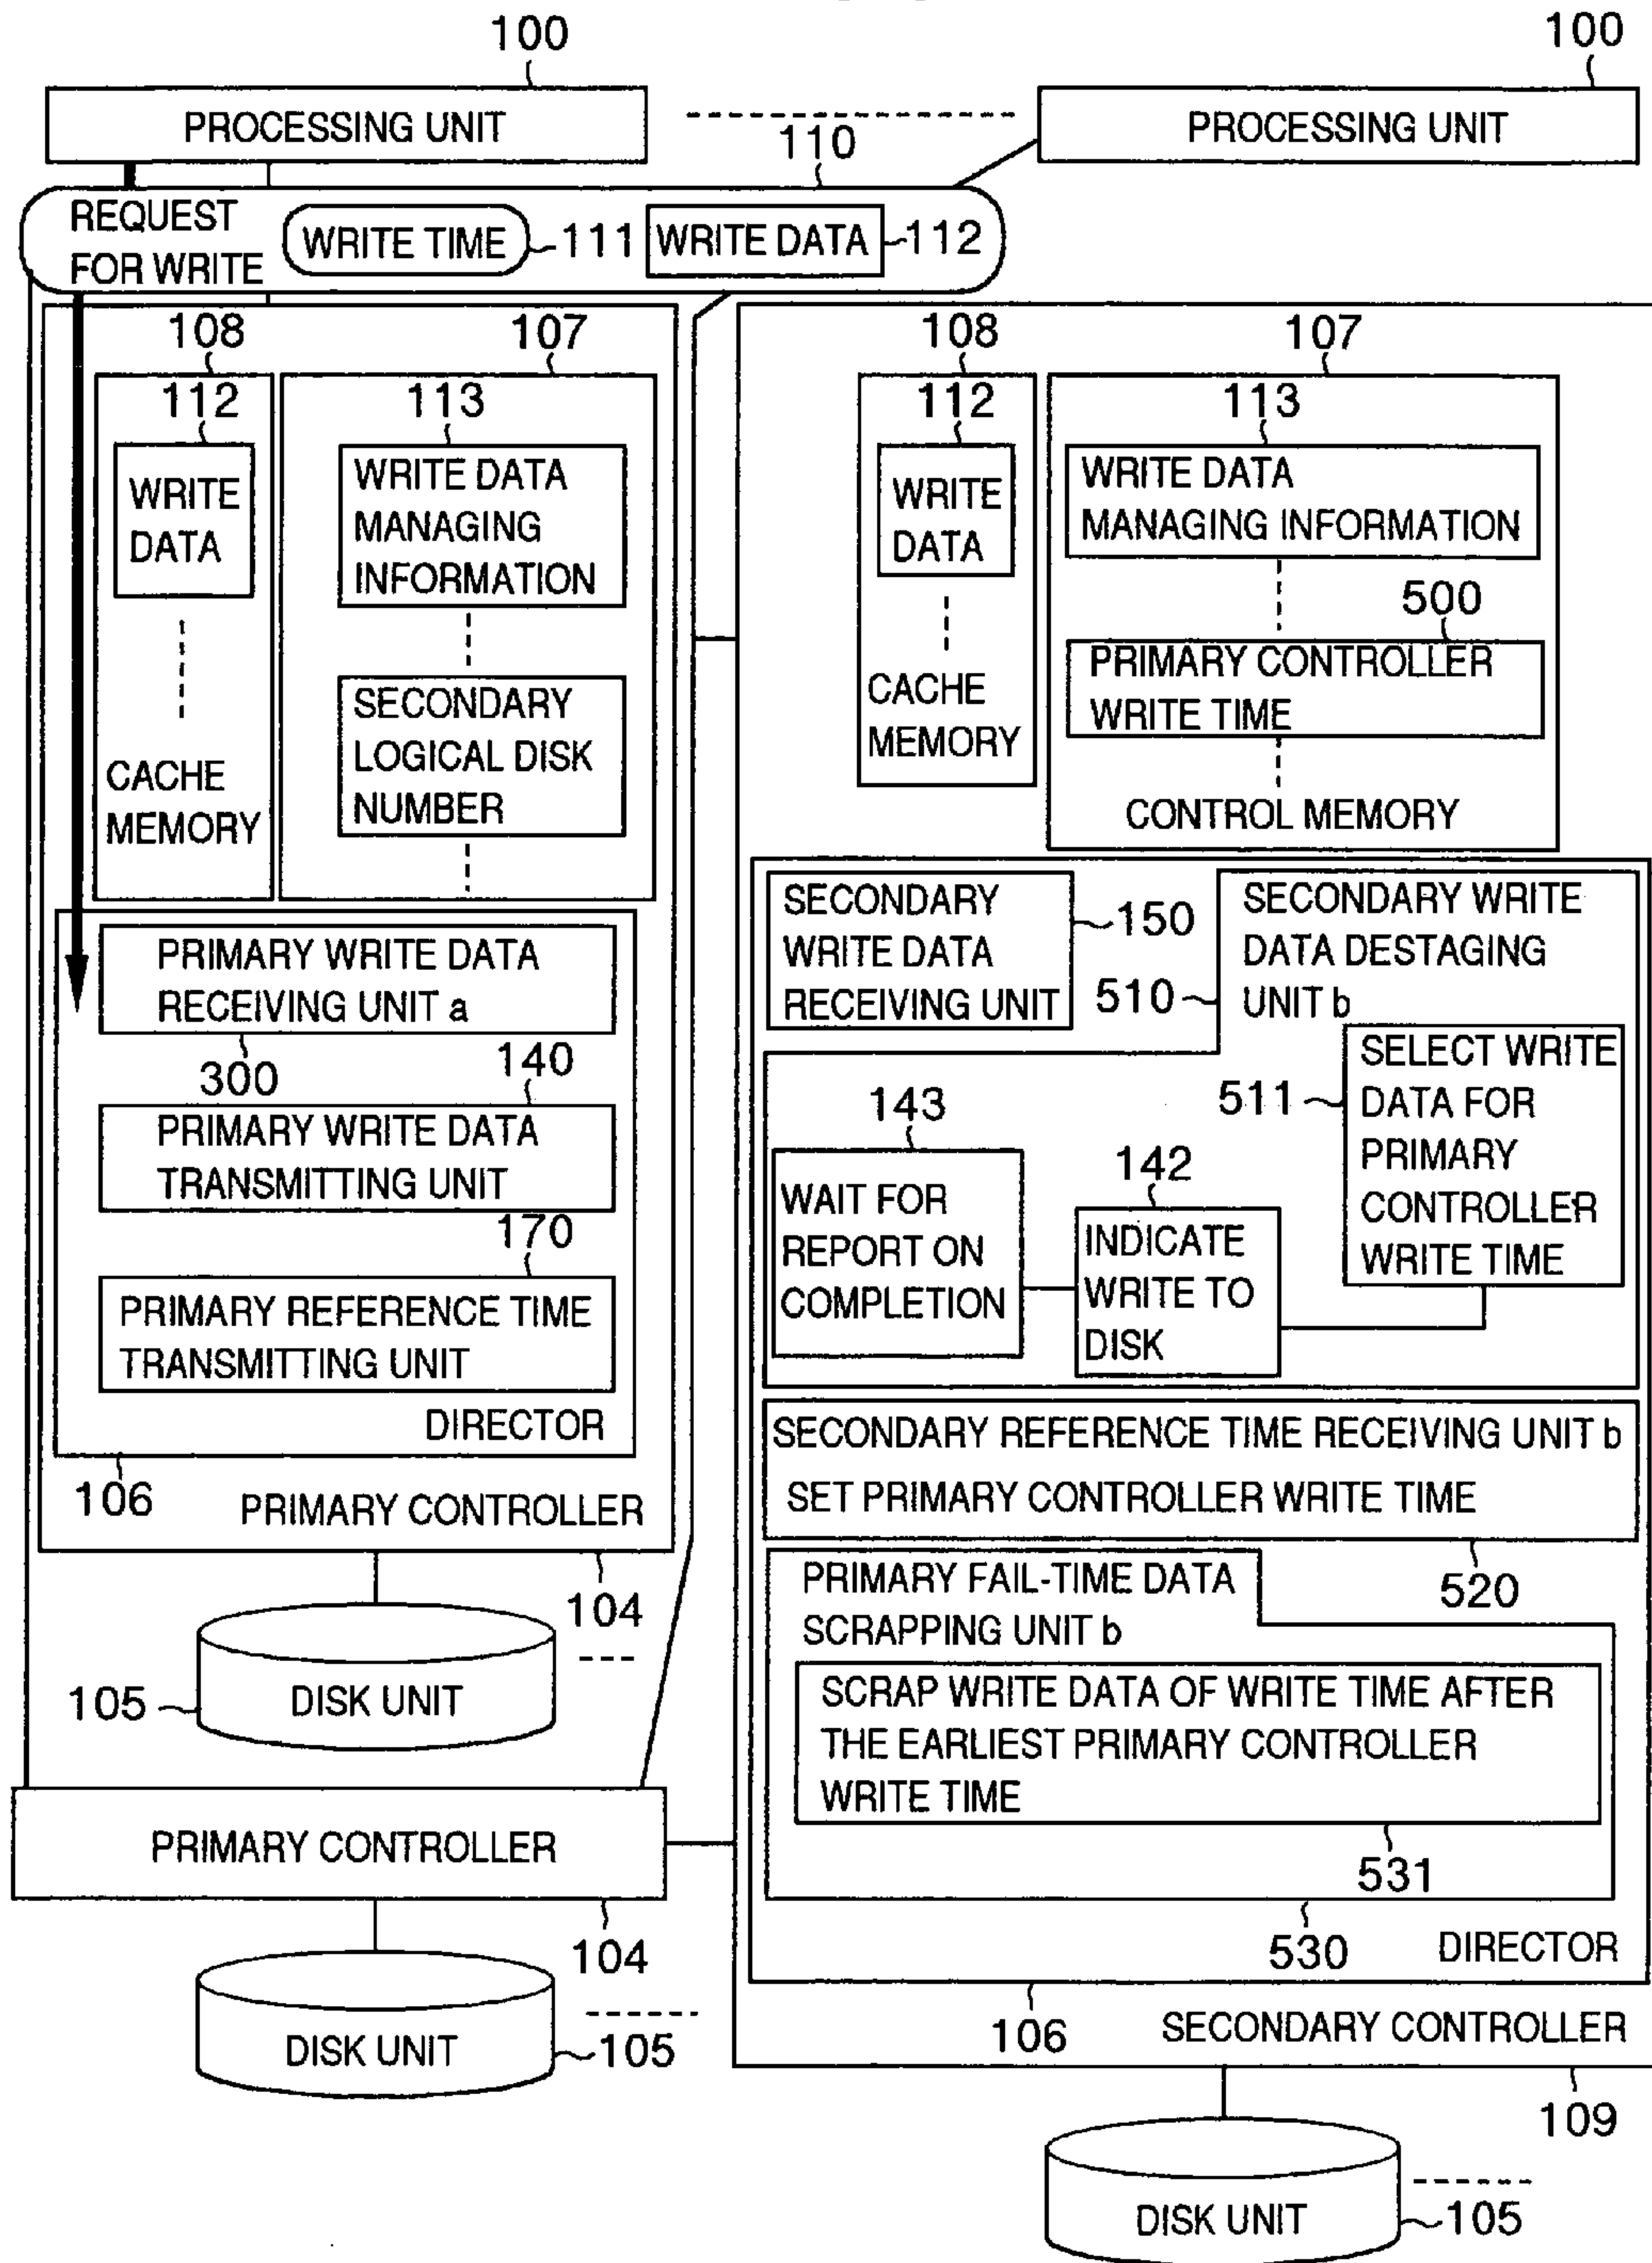 100
100
PROCESSING UNIT
PROCESSING UNIT
110
REQUEST
FOR WRITE
WRITE TIME
111
WRITE DATA
112
108
107
112
113
WRITE
DATA
WRITE DATA
MANAGING
INFORMATION
SECONDARY
LOGICAL DISK
NUMBER
CACHE
MEMORY
PRIMARY WRITE DATA
RECEIVING UNIT a
300
140
PRIMARY WRITE DATA
TRANSMITTING UNIT
170
PRIMARY REFERENCE TIME
TRANSMITTING UNIT
DIRECTOR
106
PRIMARY CONTROLLER
104
105
DISK UNIT
PRIMARY CONTROLLER
104
DISK UNIT
105
108
107
112
113
WRITE
DATA
WRITE DATA
MANAGING INFORMATION
500
PRIMARY CONTROLLER
WRITE TIME
CACHE
MEMORY
CONTROL MEMORY
SECONDARY
WRITE DATA
RECEIVING UNIT
150
510
SECONDARY WRITE
DATA DESTAGING
UNIT b
511
SELECT WRITE
DATA FOR
PRIMARY
CONTROLLER
WRITE TIME
143
WAIT FOR
REPORT ON
COMPLETION
142
INDICATE
WRITE TO
DISK
SECONDARY REFERENCE TIME RECEIVING UNIT b
SET PRIMARY CONTROLLER WRITE TIME
520
PRIMARY FAIL-TIME DATA
SCRAPPING UNIT b
SCRAP WRITE DATA OF WRITE TIME AFTER
THE EARLIEST PRIMARY CONTROLLER
WRITE TIME
531
530
DIRECTOR
106
SECONDARY CONTROLLER
109
DISK UNIT
105